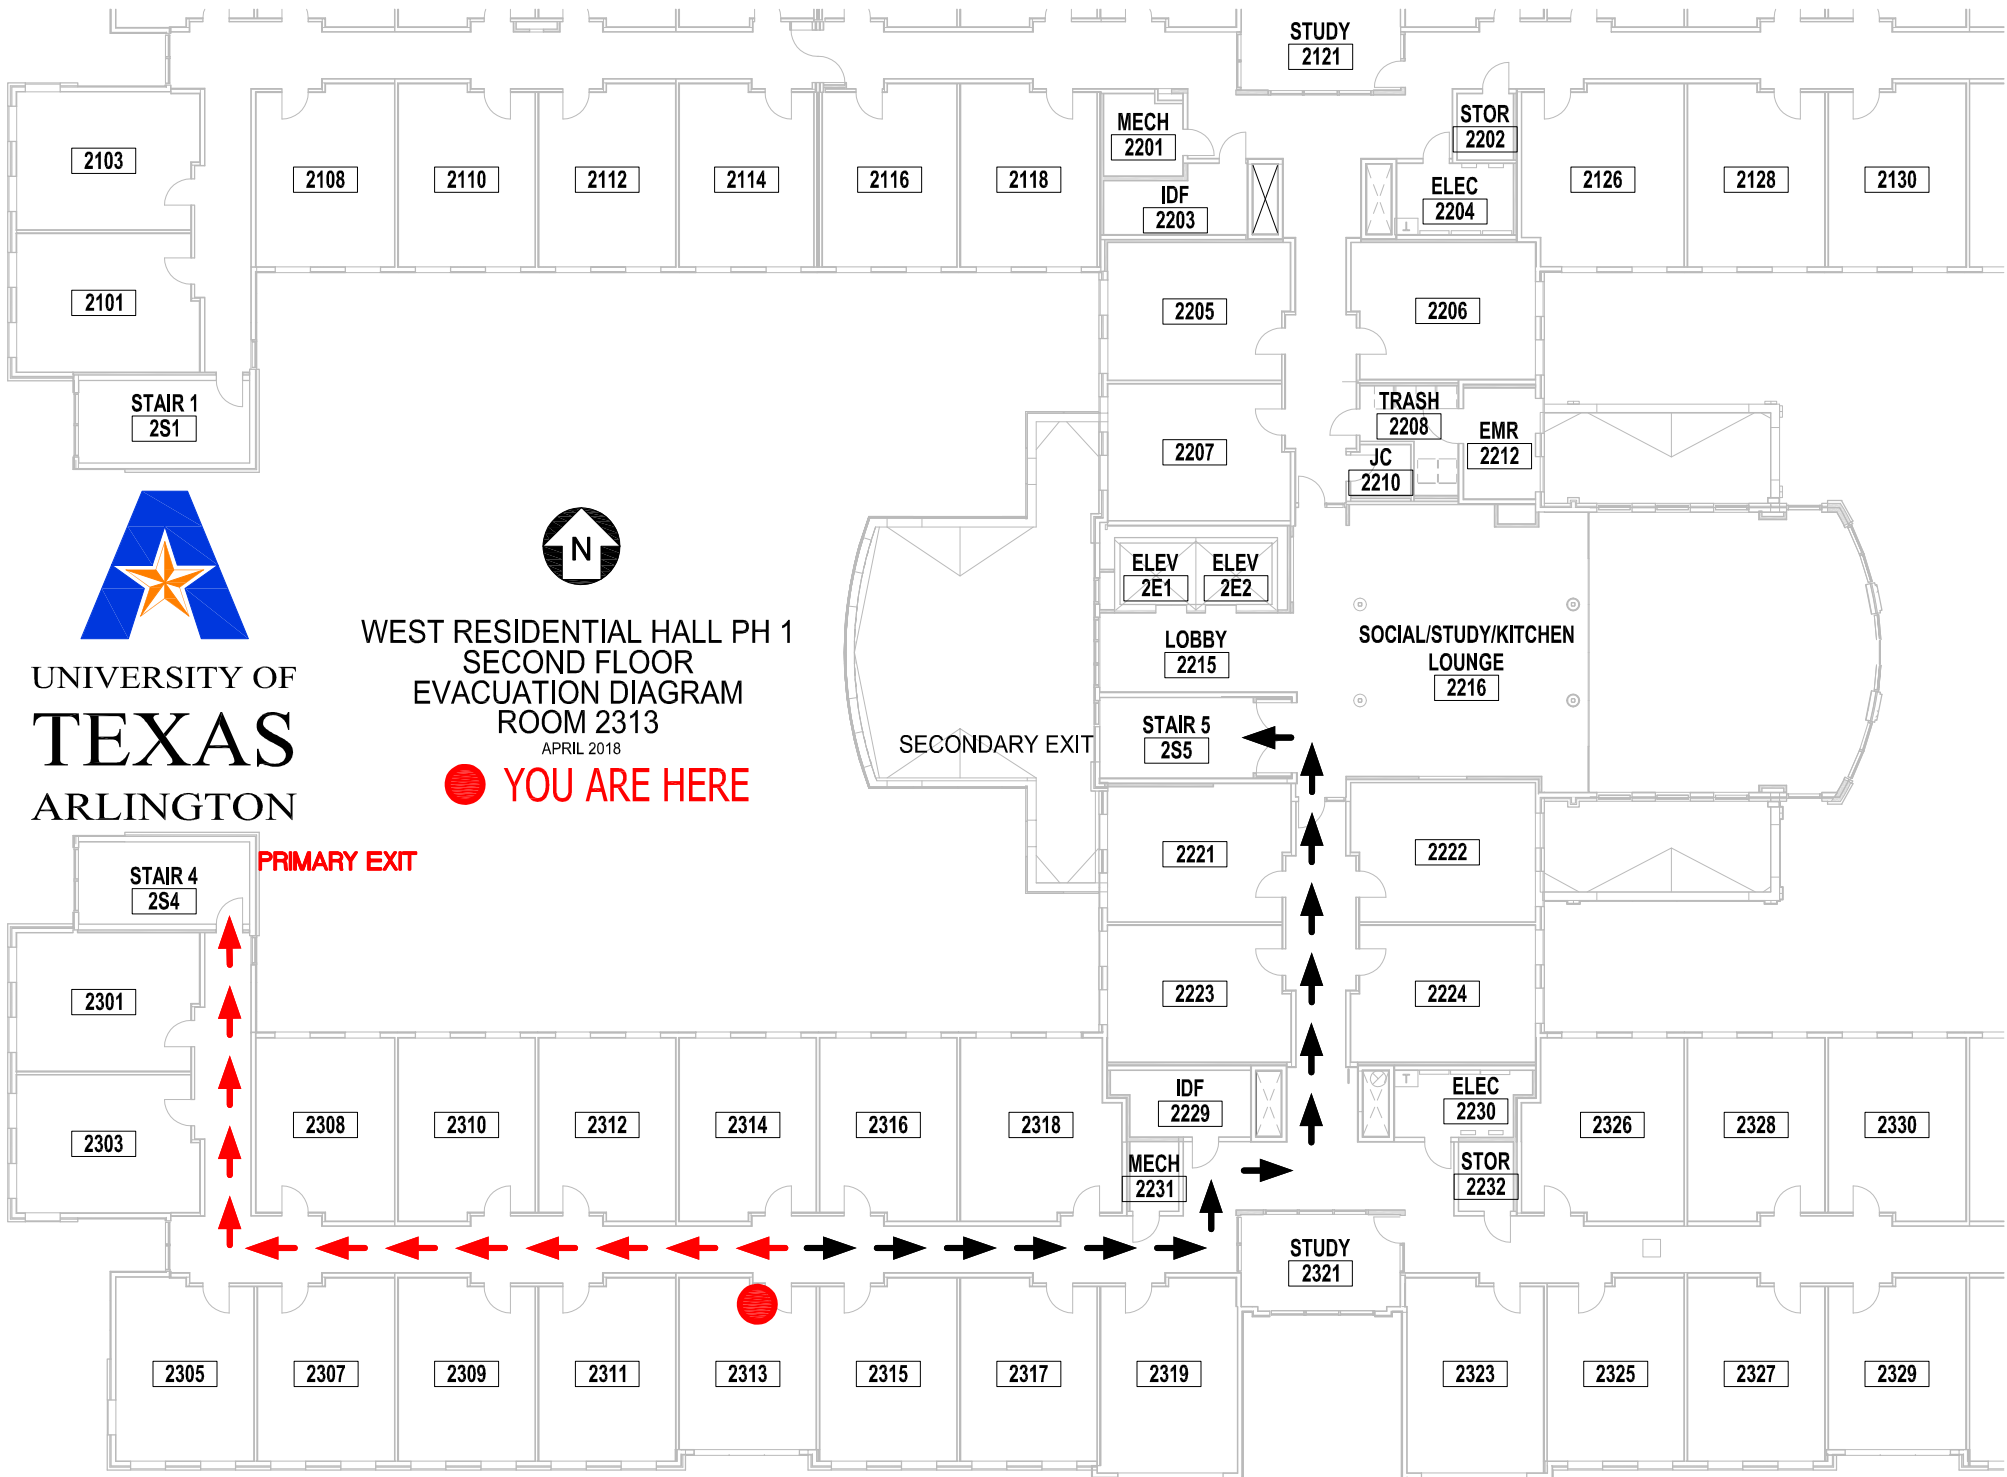 STUDY
2121
MECH
2201
STOR
2202
2103
2108
2110
2112
2114
2116
2118
IDF
2203
ELEC
2204
2126
2128
2130
2101
2205
2206
STAIR 1
2S1
TRASH
2208
2207
EMR
2212
JC
2210
N
ELEV
2E1
ELEV
2E2
WEST RESIDENTIAL HALL PH 1
SECOND FLOOR
EVACUATION DIAGRAM
ROOM 2313
APRIL 2018
YOU ARE HERE
UNIVERSITY OF
TEXAS
ARLINGTON
LOBBY
2215
SOCIAL/STUDY/KITCHEN
LOUNGE
2216
SECONDARY EXIT
STAIR 5
2S5
PRIMARY EXIT
STAIR 4
2S4
2221
2222
2301
2223
2224
2303
2308
2310
2312
2314
2316
2318
IDF
2229
T
ELEC
2230
2326
2328
2330
MECH
2231
STOR
2232
STUDY
2321
2305
2307
2309
2311
2313
2315
2317
2319
2323
2325
2327
2329